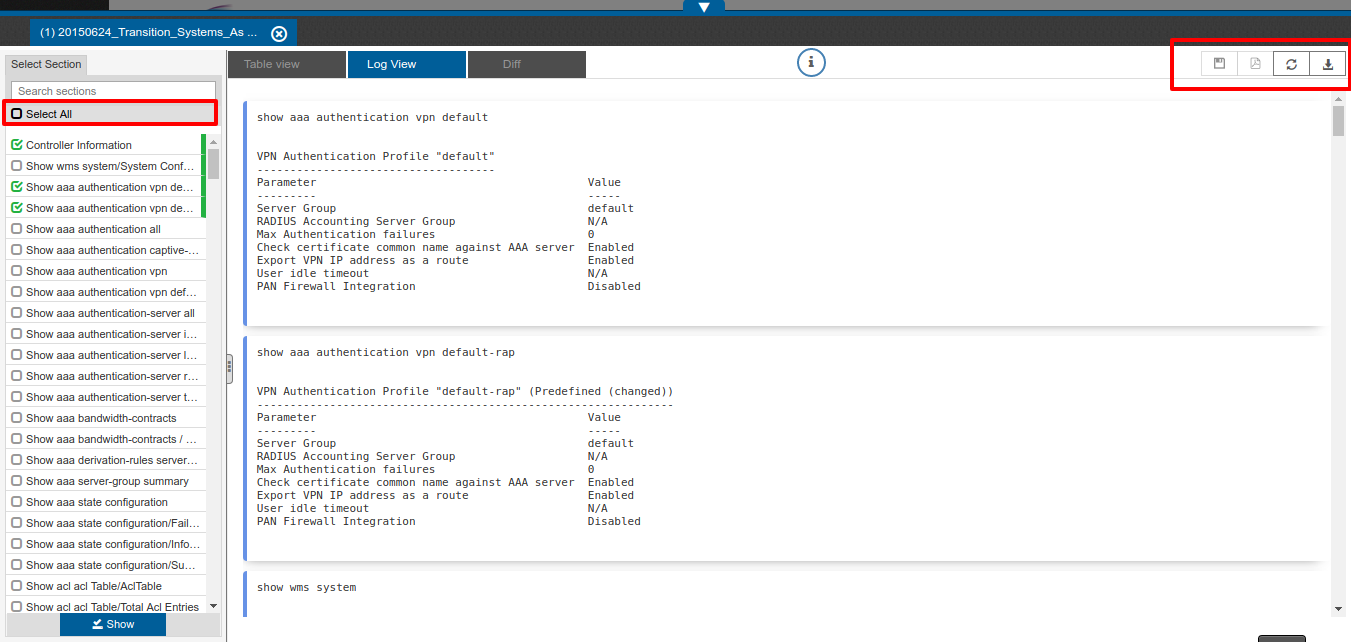 (1) 20150624_Transition_Systems_As ...
Select Section
Search sections
Select All
Controller Information
Show wms system/System Conf...
Show aaa authentication vpn de...
Show aaa authentication vpn de...
Show aaa authentication all
Show aaa authentication captive-...
Show aaa authentication vpn
Show aaa authentication vpn def...
Show aaa authentication-server all
Show aaa authentication-server i...
Show aaa authentication-server l...
Show aaa authentication-server r...
Show aaa authentication-server t...
Show aaa bandwidth-contracts
Show aaa bandwidth-contracts / ...
Show aaa derivation-rules server...
Show aaa server-group summary
Show aaa state configuration
Show aaa state configuration/Fail...
Show aaa state configuration/Info...
Show aaa state configuration/Su...
Show acl acl Table/AclTable
Show acl acl Table/Total Acl Entries
Show
Table view
Log View
Diff
i
show aaa authentication vpn default
VPN Authentication Profile "default"
------------------------------------
Parameter Value
--------- -----
Server Group default
RADIUS Accounting Server Group N/A
Max Authentication failures 0
Check certificate common name against AAA server Enabled
Export VPN IP address as a route Enabled
User idle timeout N/A
PAN Firewall Integration Disabled
show aaa authentication vpn default-rap
VPN Authentication Profile "default-rap" (Predefined (changed))
---------------------------------------------------------------
Parameter Value
--------- -----
Server Group default
RADIUS Accounting Server Group N/A
Max Authentication failures 0
Check certificate common name against AAA server Enabled
Export VPN IP address as a route Enabled
User idle timeout N/A
PAN Firewall Integration Disabled
show wms system